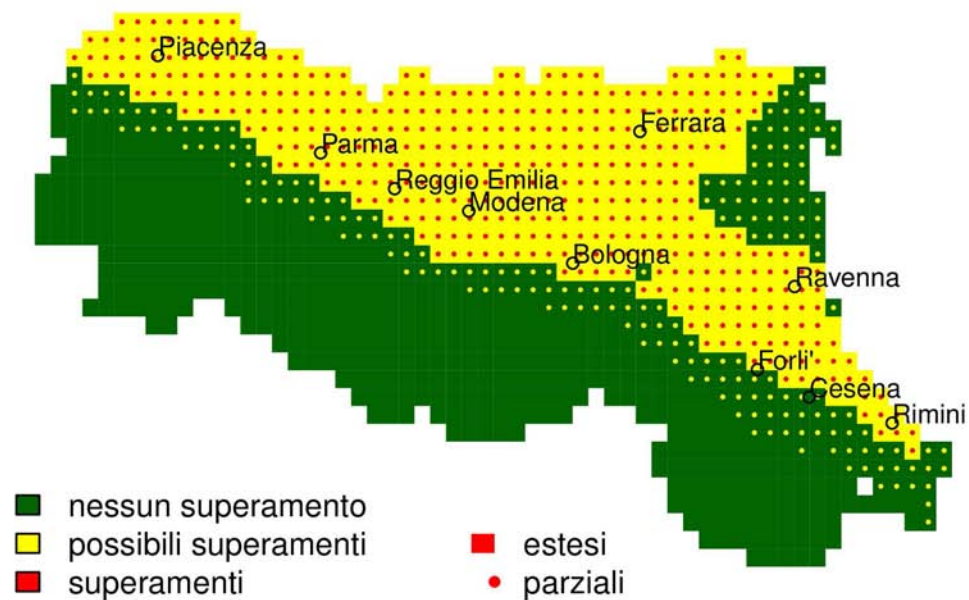 Piacenza
Ferrara
Parma
Reggio Emilia
Modena
Bologna
Ravenna
Forli'
Cesena
Rimini
nessun superamento
possibili superamenti
superamenti
estesi
parziali